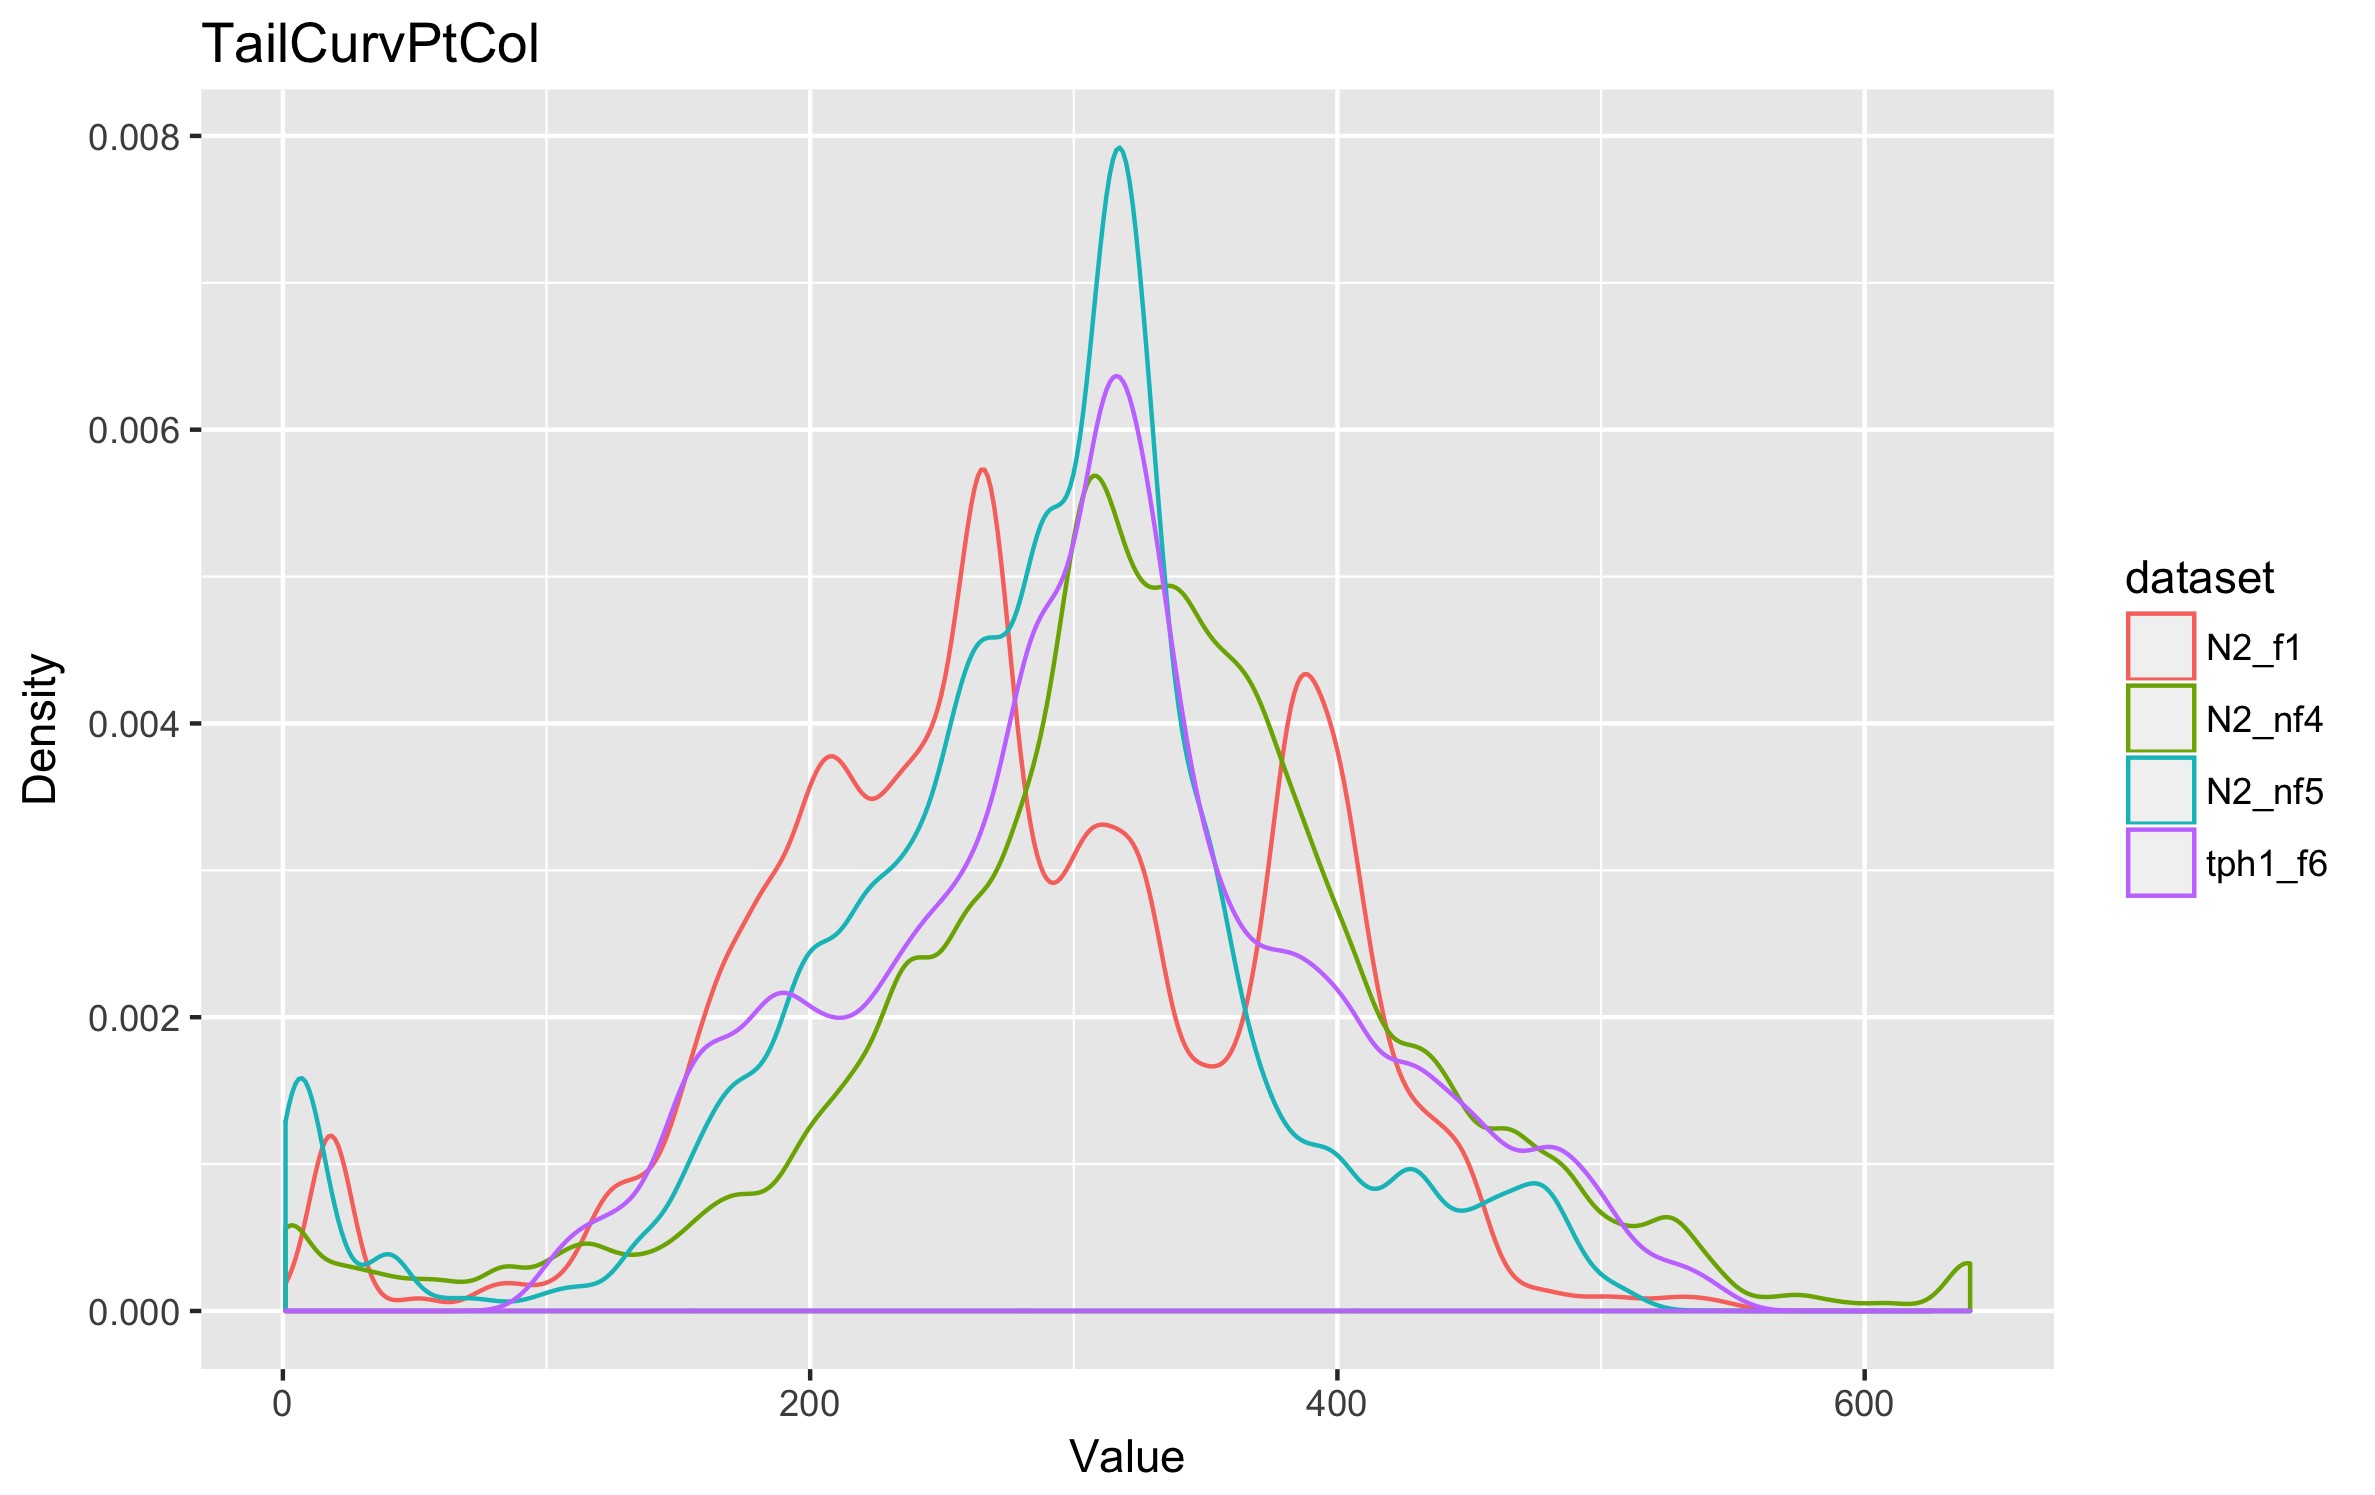 TailCurvPtCol
0.008
0.006
0.004
0.002
0.000
Density
0 200 400 600
Value
dataset
N2_f1
N2_nf4
N2_nf5
tph1_f6